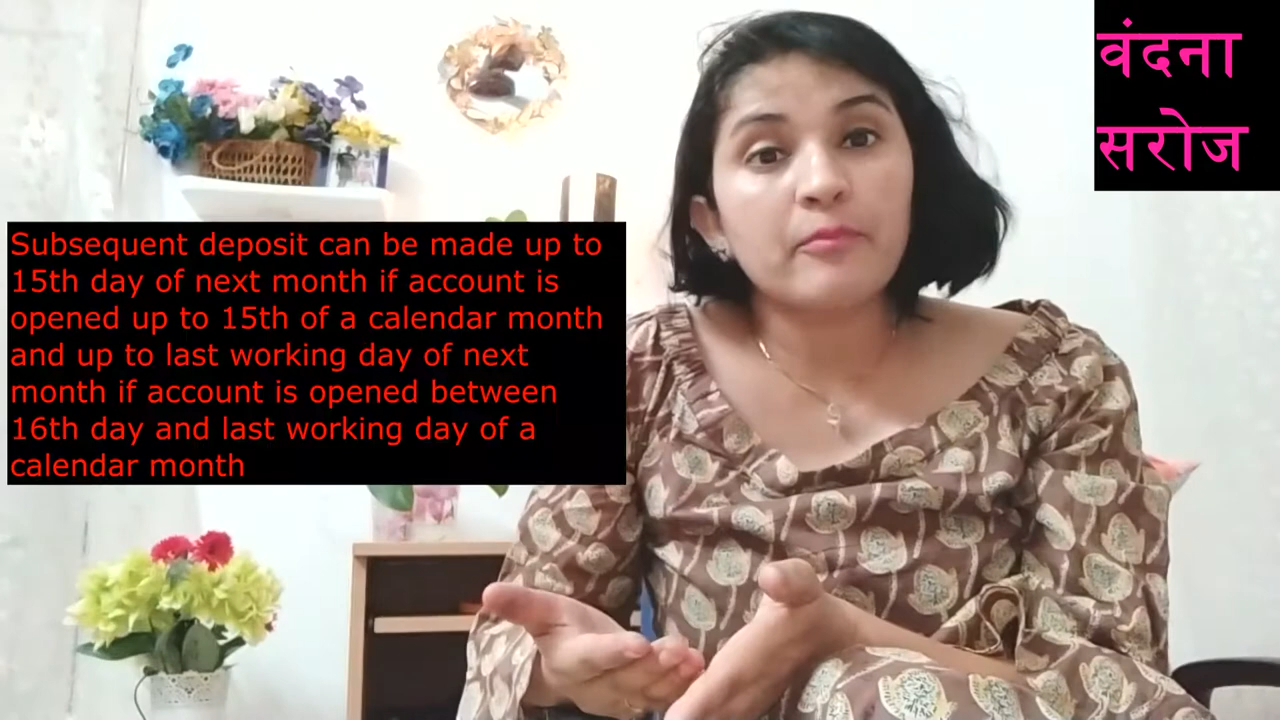 वंदना
सरोज
Subsequent deposit can be made up to
15th day of next month if account is
opened up to 15th of a calendar month
and up to last working day of next
month if account is opened between
16th day and last working day of a
calendar month